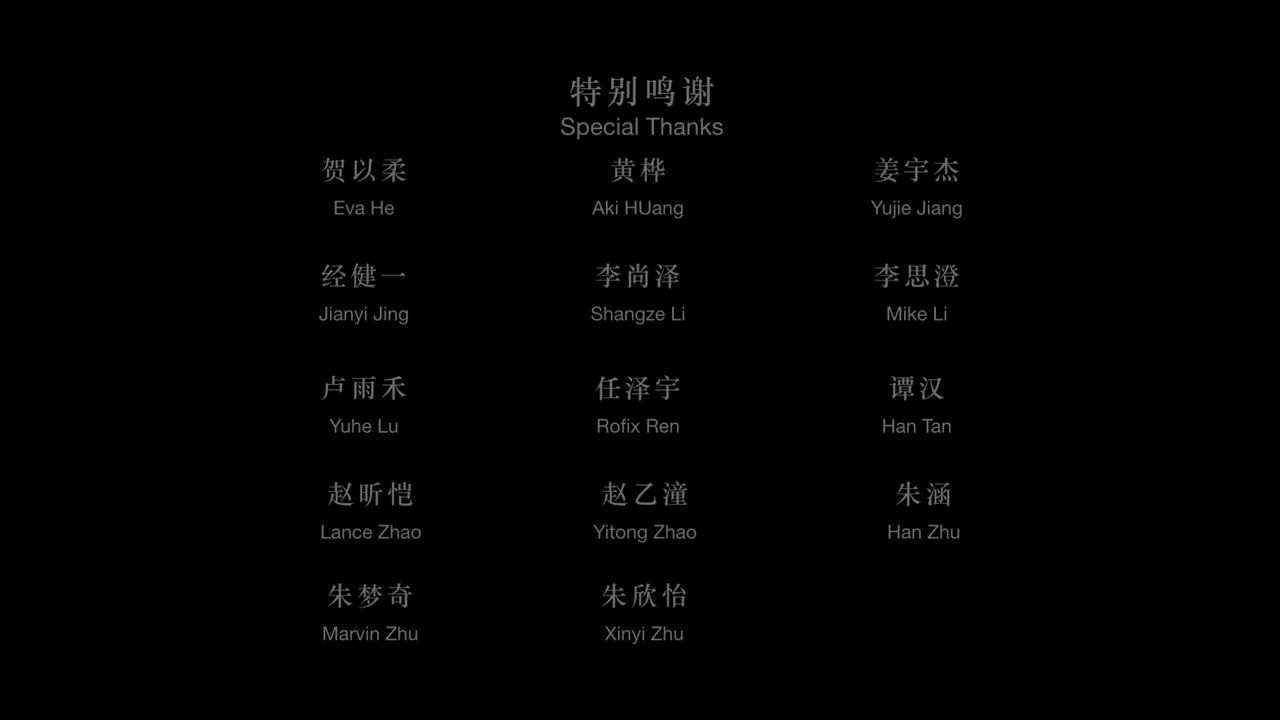 特别鸣谢
Special Thanks
贺以柔 黄桦 姜宇杰
Eva He Aki HUang Yujie Jiang
经健一 李尚泽 李思澄
Jianyi Jing Shangze Li Mike Li
卢雨禾 任泽宇 谭汉
Yuhe Lu Rofix Ren Han Tan
赵昕恺 赵乙潼 朱涵
Lance Zhao Yitong Zhao Han Zhu
朱梦奇 朱欣怡
Marvin Zhu Xinyi Zhu